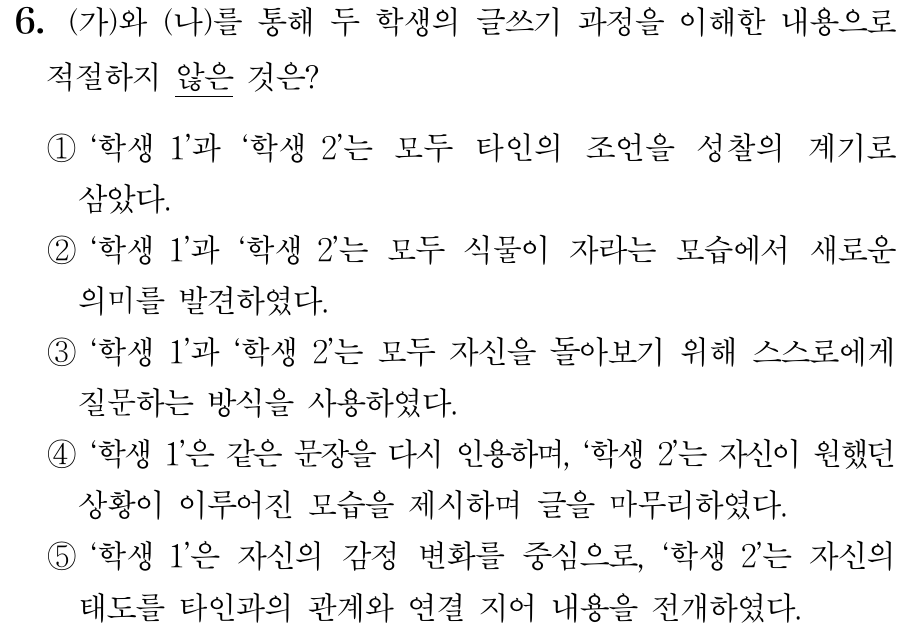 6. (가)와 (나)를 통해 두 학생의 글쓰기 과정을 이해한 내용으로
적절하지 않은 것은?
① ‘학생 1’과 ‘학생 2’는 모두 타인의 조언을 성찰의 계기로
삼았다.
② ‘학생 1’과 ‘학생 2’는 모두 식물이 자라는 모습에서 새로운
의미를 발견하였다.
③ ‘학생 1’과 ‘학생 2’는 모두 자신을 돌아보기 위해 스스로에게
질문하는 방식을 사용하였다.
④ ‘학생 1’은 같은 문장을 다시 인용하며, ‘학생 2’는 자신이 원했던
상황이 이루어진 모습을 제시하며 글을 마무리하였다.
⑤ ‘학생 1’은 자신의 감정 변화를 중심으로, ‘학생 2’는 자신의
태도를 타인과의 관계와 연결 지어 내용을 전개하였다.